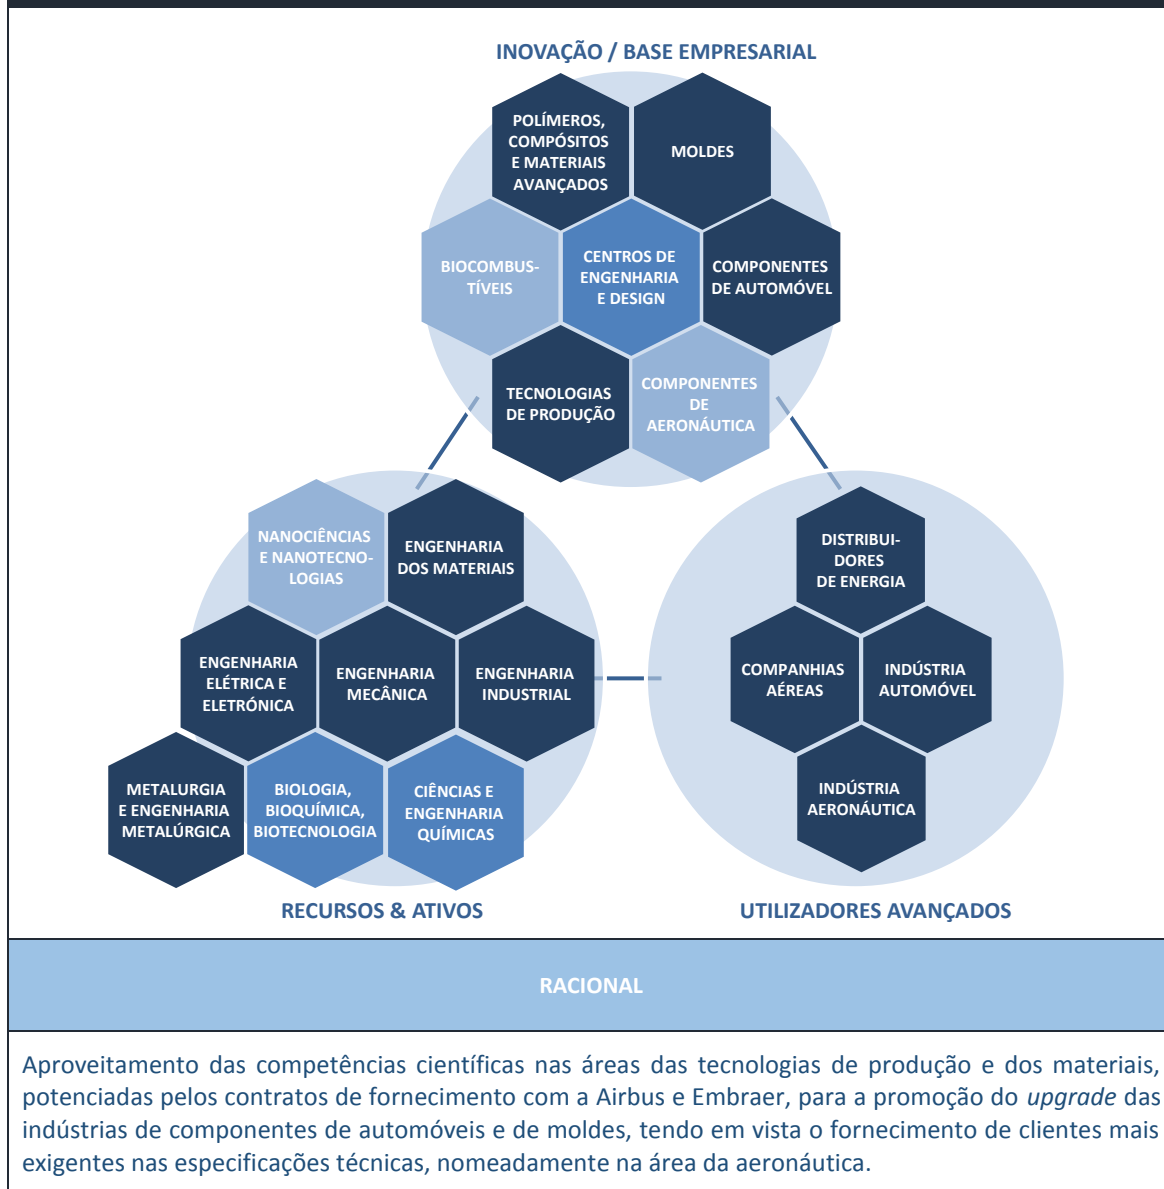 INOVAÇÃO / BASE EMPRESARIAL
POLÍMEROS,
COMPÓSITOS
E MATERIAIS
AVANÇADOS
MOLDES
BIOCOMBUS-
TÍVEIS
CENTROS DE
ENGENHARIA
E DESIGN
COMPONENTES
DE AUTOMÓVEL
TECNOLOGIAS
DE PRODUÇÃO
COMPONENTES
DE
AERONÁUTICA
NANOCIÊNCIAS
E NANOTECNO-
LOGIAS
ENGENHARIA
DOS MATERIAIS
ENGENHARIA
ELÉTRICA E
ELETRÓNICA
ENGENHARIA
MECÂNICA
ENGENHARIA
INDUSTRIAL
METALURGIA
E ENGENHARIA
METALÚRGICA
BIOLOGIA,
BIOQUÍMICA,
BIOTECNOLOGIA
CIÊNCIAS E
ENGENHARIA
QUÍMICAS
RECURSOS & ATIVOS
DISTRIBUI-
DORES
DE ENERGIA
COMPANHIAS
AÉREAS
INDÚSTRIA
AUTOMÓVEL
INDÚSTRIA
AERONÁUTICA
UTILIZADORES AVANÇADOS
RACIONAL
Aproveitamento das competências científicas nas áreas das tecnologias de produção e dos materiais,
potenciadas pelos contratos de fornecimento com a Airbus e Embraer, para a promoção do upgrade das
indústrias de componentes de automóveis e de moldes, tendo em vista o fornecimento de clientes mais
exigentes nas especificações técnicas, nomeadamente na área da aeronáutica.